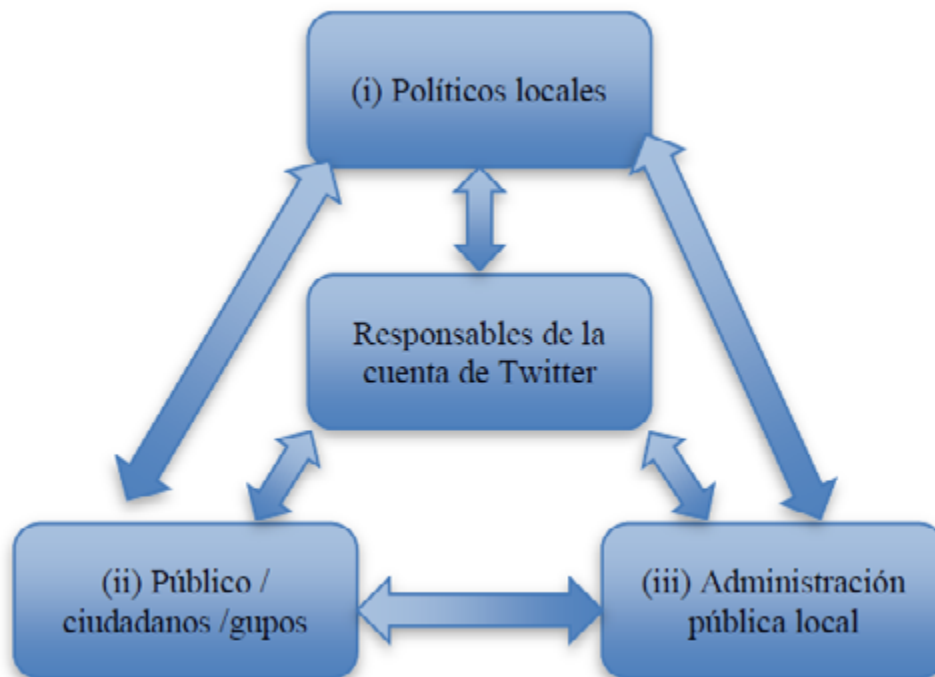 (i) Políticos locales
Responsables de la
cuenta de Twitter
(ii) Público /
ciudadanos /gupos
(iii) Administración
pública local